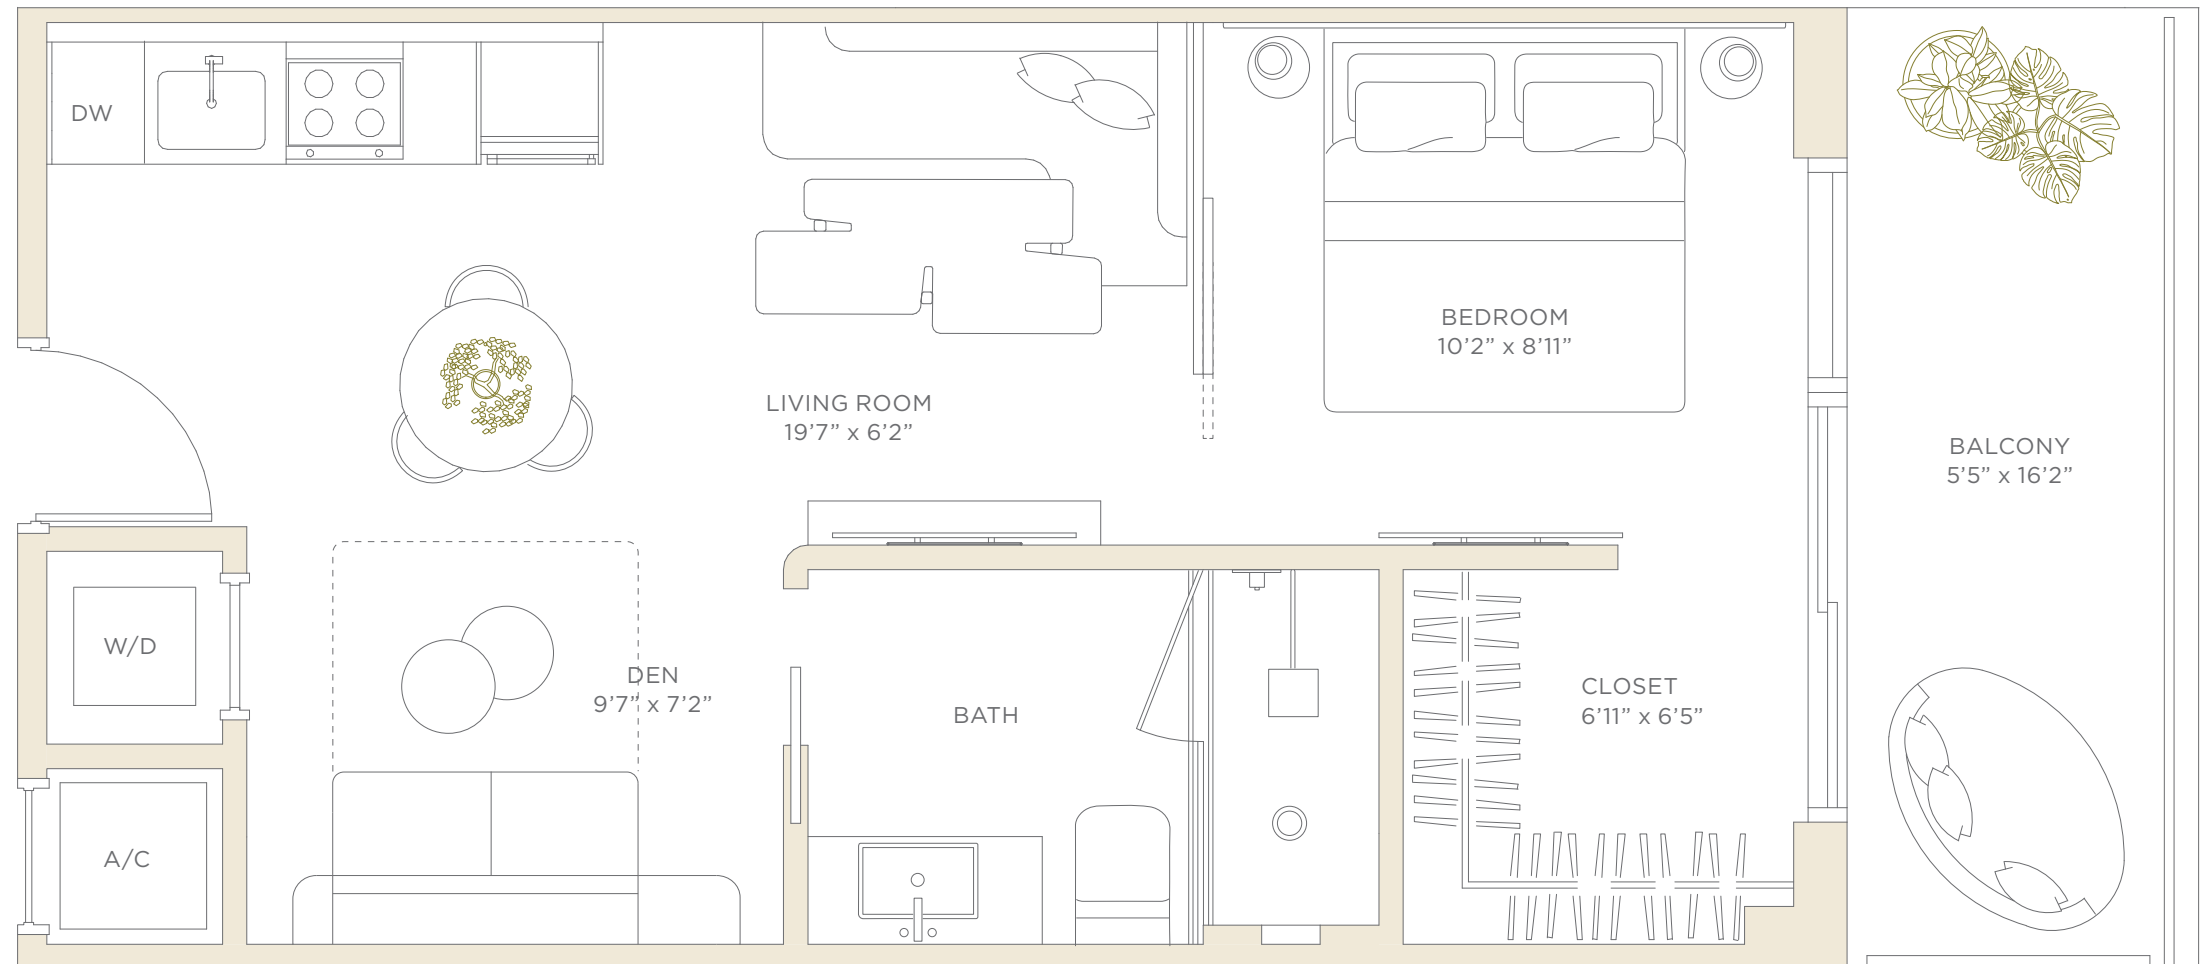 DW
BEDROOM
10’2” x 8’11”
LIVING ROOM
19’7” x 6’2”
BALCONY
5’5” x 16’2”
W/D
DEN
9’7” x 7’2”
BATH
CLOSET
6’11” x 6’5”
A/C